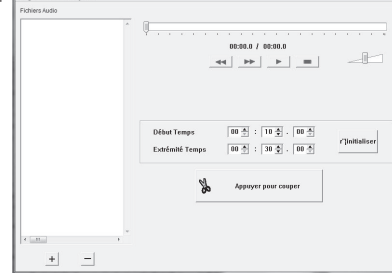 Fichiers Audio
00:00.0 / 00:00.0
Début Temps 00 : 10 . 00
r˜]initialiser
Extrémité Temps 00 : 30 . 00
Appuyer pour couper
+ −